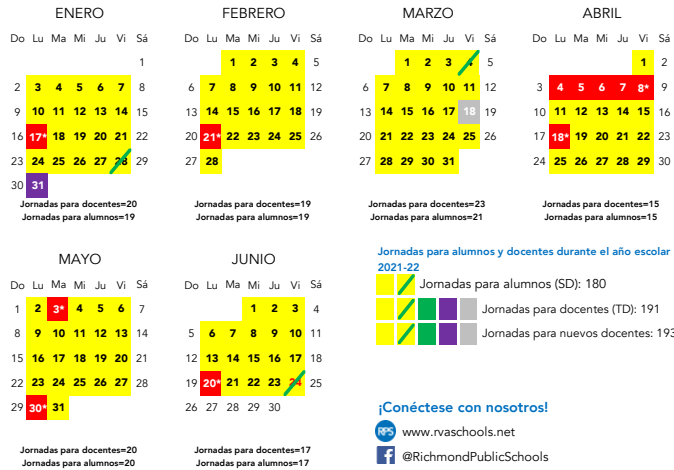 ENERO
Do Lu Ma Mi Ju Vi Sá
1
2 3 4 5 6 7 8
9 10 11 12 13 14 15
16 17* 18 19 20 21 22
23 24 25 26 27 28 29
30 31
Jornadas para docentes=20
Jornadas para alumnos=19
FEBRERO
Do Lu Ma Mi Ju Vi Sá
1 2 3 4 5
6 7 8 9 10 11 12
13 14 15 16 17 18 19
20 21* 22 23 24 25 26
27 28
Jornadas para docentes=19
Jornadas para alumnos=19
MARZO
Do Lu Ma Mi Ju Vi Sá
1 2 3 4 5
6 7 8 9 10 11 12
13 14 15 16 17 18 19
20 21 22 23 24 25 26
27 28 29 30 31
Jornadas para docentes=23
Jornadas para alumnos=21
ABRIL
Do Lu Ma Mi Ju Vi Sá
1 2
3 4 5 6 7 8* 9
10 11 12 13 14 15 16
17 18* 19 20 21 22 23
24 25 26 27 28 29 30
Jornadas para docentes=15
Jornadas para alumnos=15
MAYO
Do Lu Ma Mi Ju Vi Sá
1 2 3* 4 5 6 7
8 9 10 11 12 13 14
15 16 17 18 19 20 21
22 23 24 25 26 27 28
29 30* 31
Jornadas para docentes=20
Jornadas para alumnos=20
JUNIO
Do Lu Ma Mi Ju Vi Sá
1 2 3 4
5 6 7 8 9 10 11
12 13 14 15 16 17 18
19 20* 21 22 23 24 25
26 27 28 29 30
Jornadas para docentes=17
Jornadas para alumnos=17
Jornadas para alumnos y docentes durante el año escolar
2021-22
Jornadas para alumnos (SD): 180
Jornadas para docentes (TD): 191
Jornadas para nuevos docentes: 193
¡Conéctese con nosotros!
RPS www.rvaschools.net
f @RichmondPublicSchools